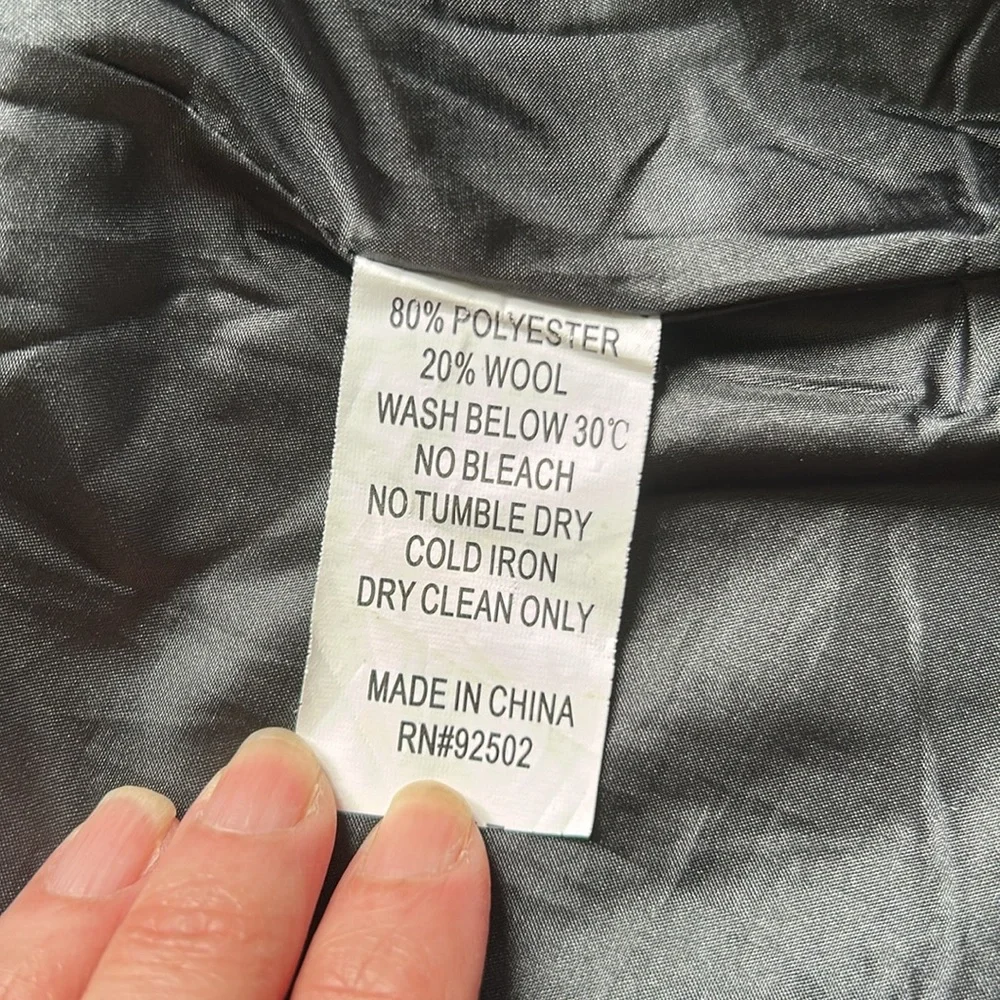 80% POLYESTER
20% WOOL
WASH BELOW 30℃
NO BLEACH
NO TUMBLE DRY
COLD IRON
DRY CLEAN ONLY
MADE IN CHINA
RN#92502